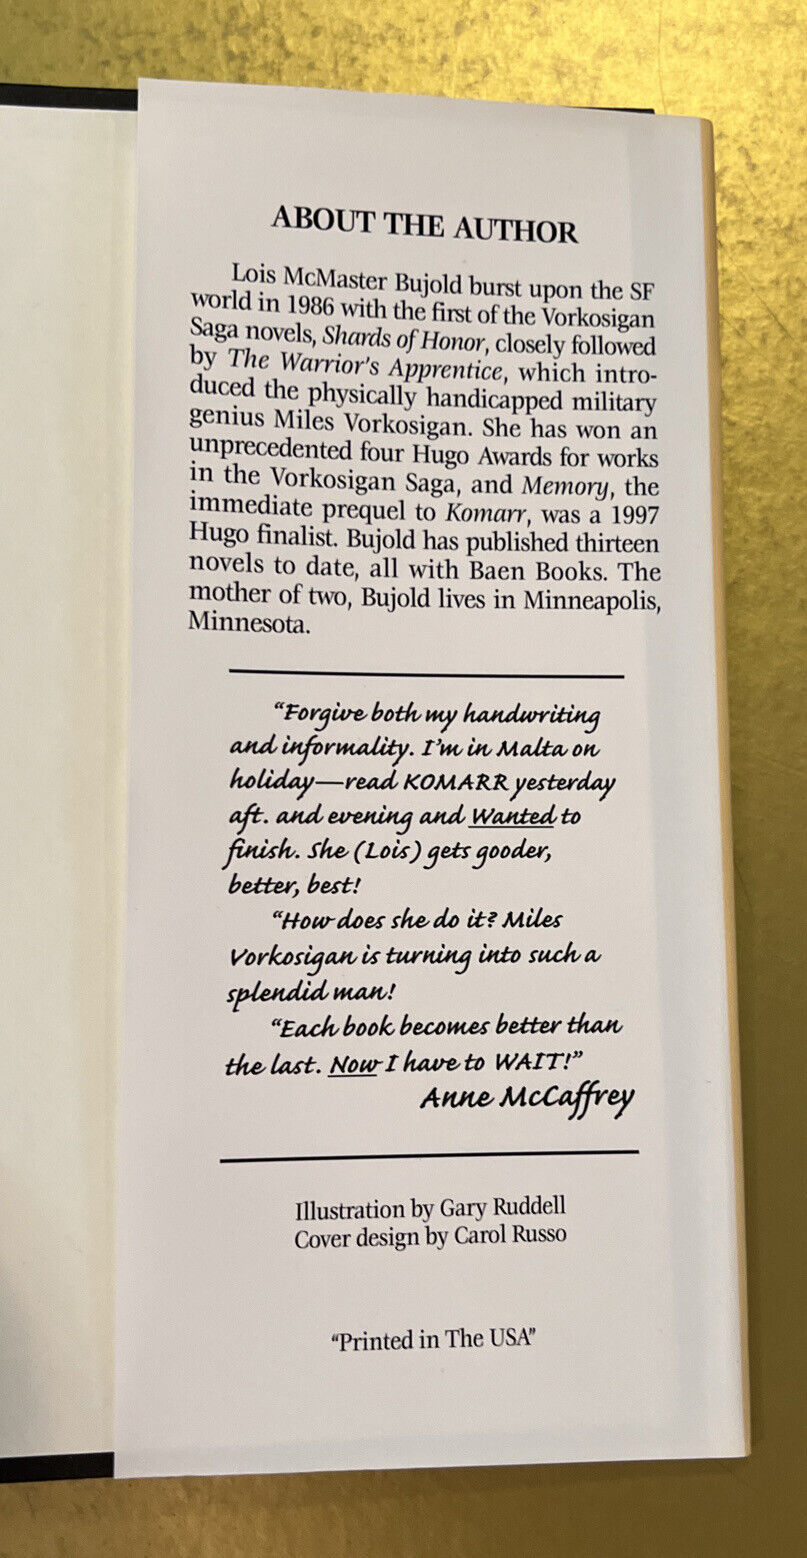 ABOUT THE AUTHOR
Lois McMaster Bujold burst upon the SF
world in 1986 with the first of the Vorkosigan
Saga novels, Shards of Honor, closely followed
by The Warrior's Apprentice, which intro-
duced the physically handicapped military
genius Miles Vorkosigan. She has won an
unprecedented four Hugo Awards for works
in the Vorkosigan Saga, and Memory, the
immediate prequel to Komarr, was a 1997
Hugo finalist. Bujold has published thirteen
novels to date, all with Baen Books. The
mother of two, Bujold lives in Minneapolis,
Minnesota.
“Forgive both my handwriting
and informality. I'm in Malta on
holiday—read KOMARR yesterday
aft. and evening and Wanted to
finish. She (Lois) gets gooder,
better, best!
“How does she do it? Miles
Vorkosigan is turning into such a
splendid man!
“Each book becomes better than
the last. Now I have to WAIT!”
Anne McCaffrey
Illustration by Gary Ruddell
Cover design by Carol Russo
“Printed in The USA”